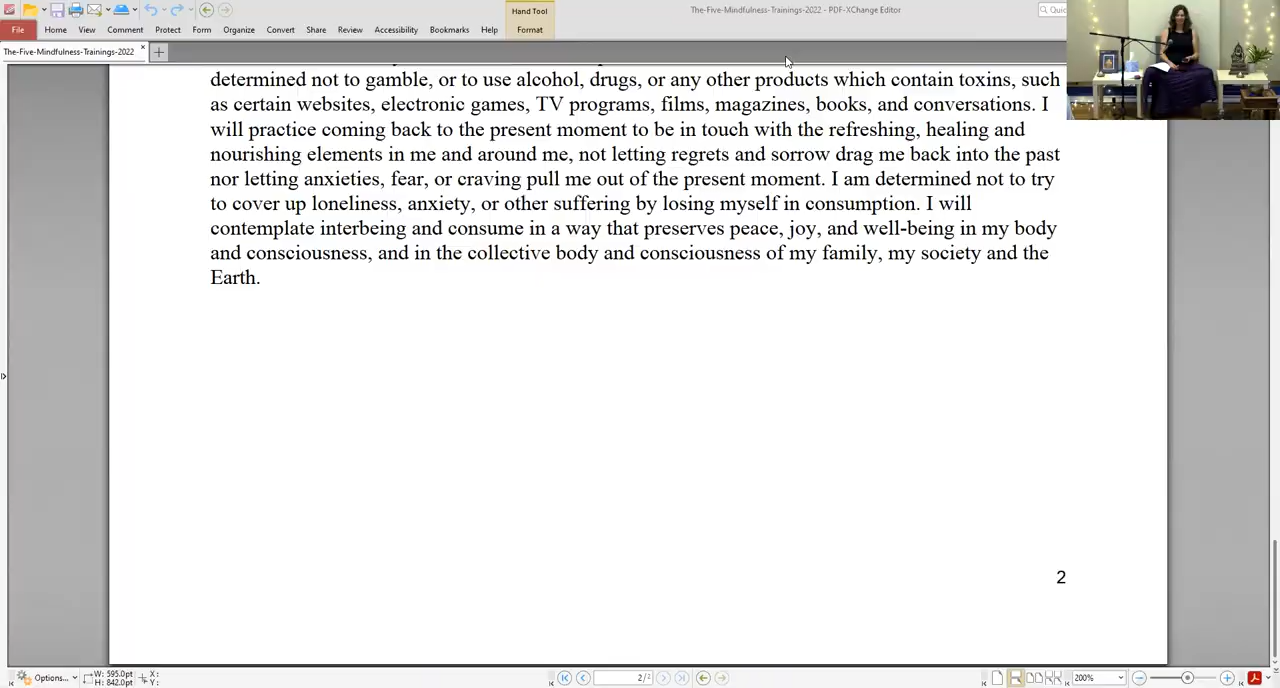 Hand Tool
The-Five-Mindfulness-Trainings-2022 - PDF-XChange Editor
File Home View Comment Protect Form Organize Convert Share Review Accessibility Bookmarks Help Format
The-Five-Mindfulness-Trainings-2022
determined not to gamble, or to use alcohol, drugs, or any other products which contain toxins, such
as certain websites, electronic games, TV programs, films, magazines, books, and conversations. I
will practice coming back to the present moment to be in touch with the refreshing, healing and
nourishing elements in me and around me, not letting regrets and sorrow drag me back into the past
nor letting anxieties, fear, or craving pull me out of the present moment. I am determined not to try
to cover up loneliness, anxiety, or other suffering by losing myself in consumption. I will
contemplate interbeing and consume in a way that preserves peace, joy, and well-being in my body
and consciousness, and in the collective body and consciousness of my family, my society and the
Earth.
2
Options... W: 595.0pt X: 2/2 200%
H: 842.0pt Y: